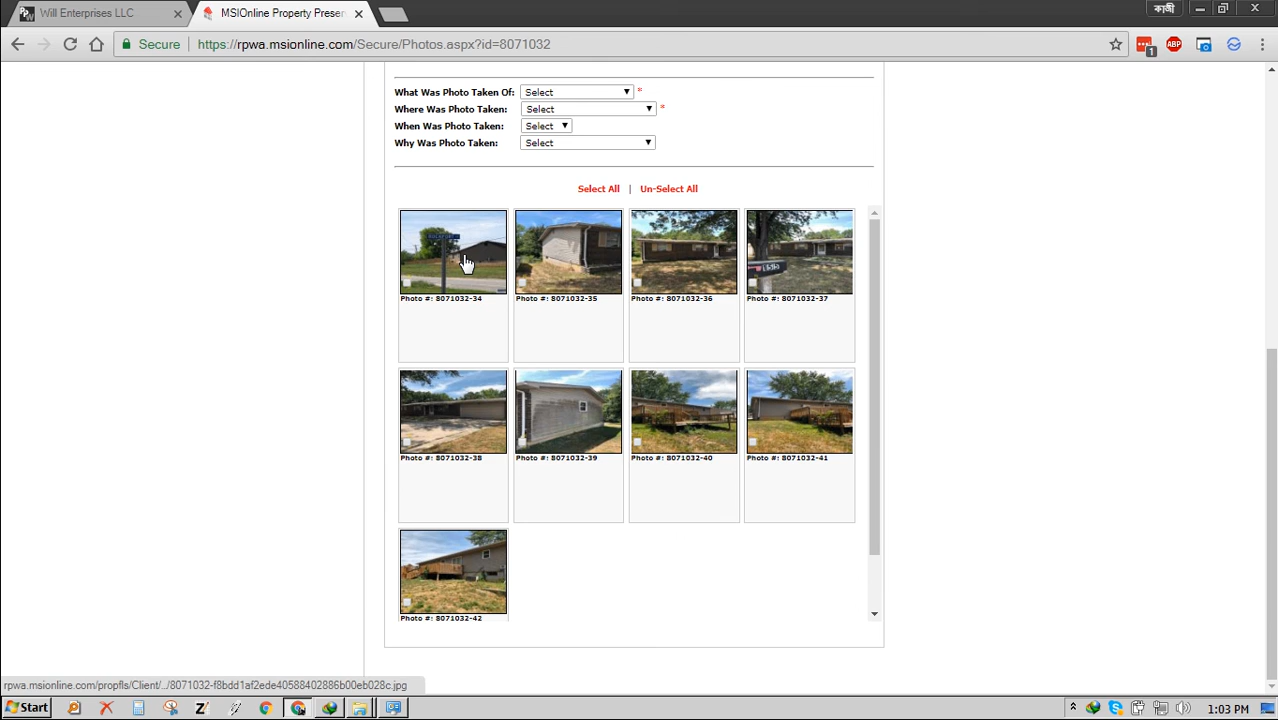 Will Enterprises LLC
MSIOnline Property Preser
কাজী
Secure
https://rpwa.msionline.com/Secure/Photos.aspx?id=8071032
1
ABP
What Was Photo Taken Of: Select *
Where Was Photo Taken: Select *
When Was Photo Taken: Select
Why Was Photo Taken: Select
Select All | Un-Select All
Photo #: 8071032-34
Photo #: 8071032-35
Photo #: 8071032-36
Photo #: 8071032-37
Photo #: 8071032-38
Photo #: 8071032-39
Photo #: 8071032-40
Photo #: 8071032-41
Photo #: 8071032-42
rpwa.msionline.com/propfls/Client/../8071032-f8bdd1af2ede40588402886b00eb028c.jpg
Start
1:03 PM